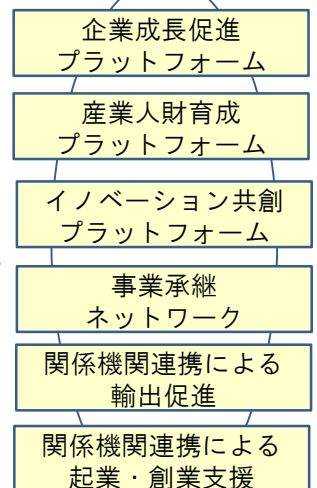 企業成長促進
プラットフォーム
産業人財育成
プラットフォーム
イノベーション共創
プラットフォーム
事業承継
ネットワーク
関係機関連携による
輸出促進
関係機関連携による
起業・創業支援